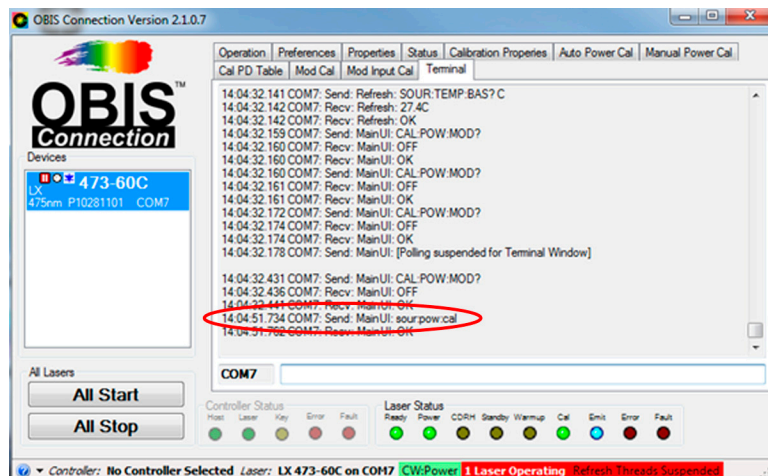 OBIS Connection Version 2.1.0.7
OBIS™
Connection
Devices
473-60C
LX
475nm P10281101 COM7
All Lasers
All Start
All Stop
Operation Preferences Properties Status Calibration Properies Auto Power Cal Manual Power Cal
Cal PD Table Mod Cal Mod Input Cal Terminal
14:04:32.141 COM7: Send: Refresh: SOUR:TEMP:BAS? C
14:04:32.142 COM7: Recv: Refresh: 27.4C
14:04:32.142 COM7: Recv: Refresh: OK
14:04:32.159 COM7: Send: MainUI: CAL:POW:MOD?
14:04:32.160 COM7: Recv: MainUI: OFF
14:04:32.160 COM7: Recv: MainUI: OK
14:04:32.160 COM7: Send: MainUI: CAL:POW:MOD?
14:04:32.161 COM7: Recv: MainUI: OFF
14:04:32.161 COM7: Recv: MainUI: OK
14:04:32.172 COM7: Send: MainUI: CAL:POW:MOD?
14:04:32.174 COM7: Recv: MainUI: OFF
14:04:32.174 COM7: Recv: MainUI: OK
14:04:32.178 COM7: Send: MainUI: [Polling suspended for Terminal Window]
14:04:32.431 COM7: Send: MainUI: CAL:POW:MOD?
14:04:32.436 COM7: Recv: MainUI: OFF
14:04:32.441 COM7: Recv: MainUI: OK
14:04:51.734 COM7: Send: MainUI: sour:pow:cal
14:04:51.762 COM7: Recv: MainUI: OK
COM7
Controller Status
Host Laser Key Error Fault
Laser Status
Ready Power CDRH Standby Warmup Cal Emit Error Fault
Controller: No Controller Selected Laser: LX 473-60C on COM7 CW:Power 1 Laser Operating Refresh Threads Suspended